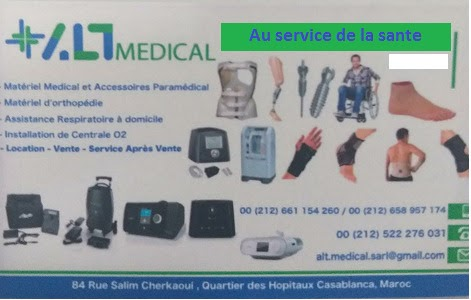 ALT MEDICAL
Au service de la sante
- Matériel Medical et Accessoires Paramédical
- Matériel d'orthopédie
- Assistance Respiratoire à domicile
- Installation de Centrale O2
- Location - Vente - Service Après Vente
00 (212) 661 154 260 / 00 (212) 658 957 174
00 (212) 522 276 031
alt.medical.sarl@gmail.com
84 Rue Salim Cherkaoui , Quartier des Hopitaux Casablanca, Maroc